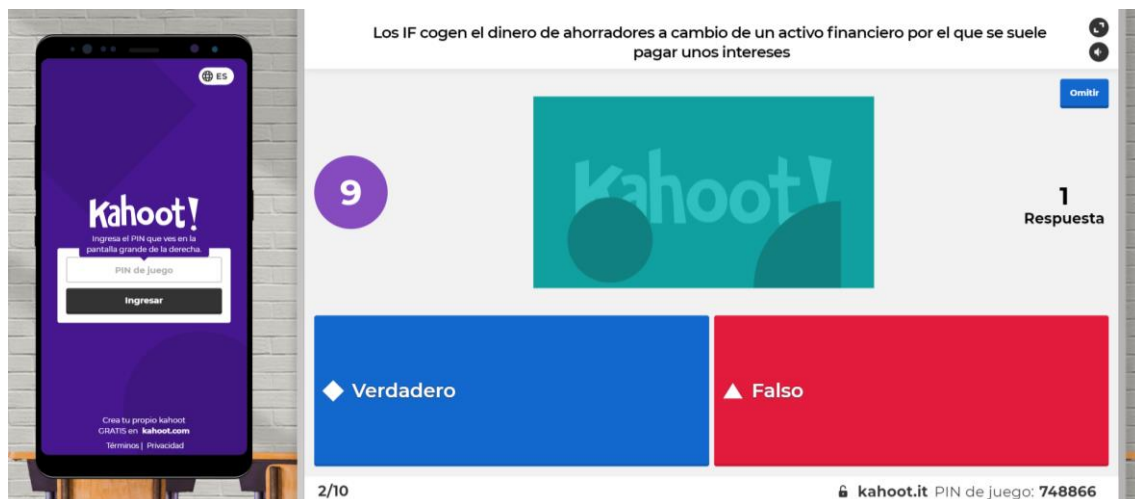 ES
Kahoot!
Ingresa el PIN que ves en la
pantalla grande de la derecha.
PIN de juego
Ingresar
Crea tu propio kahoot
GRATIS en kahoot.com
Términos | Privacidad
Los IF cogen el dinero de ahorradores a cambio de un activo financiero por el que se suele
pagar unos intereses
Omitir
9
Kahoot!
1
Respuesta
Verdadero
Falso
2/10
kahoot.it PIN de juego: 748866